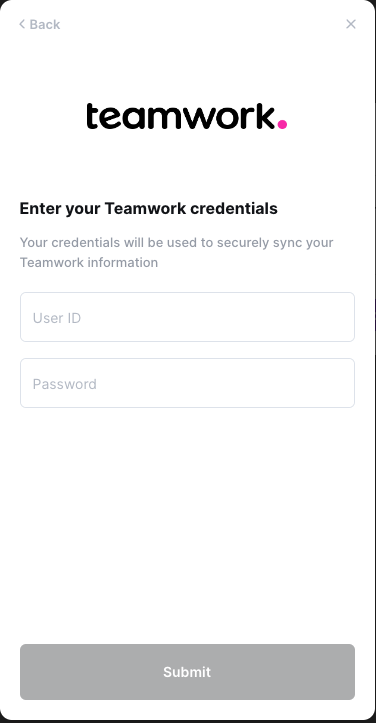 Back
teamwork.
Enter your Teamwork credentials
Your credentials will be used to securely sync your
Teamwork information
User ID
Password
Submit